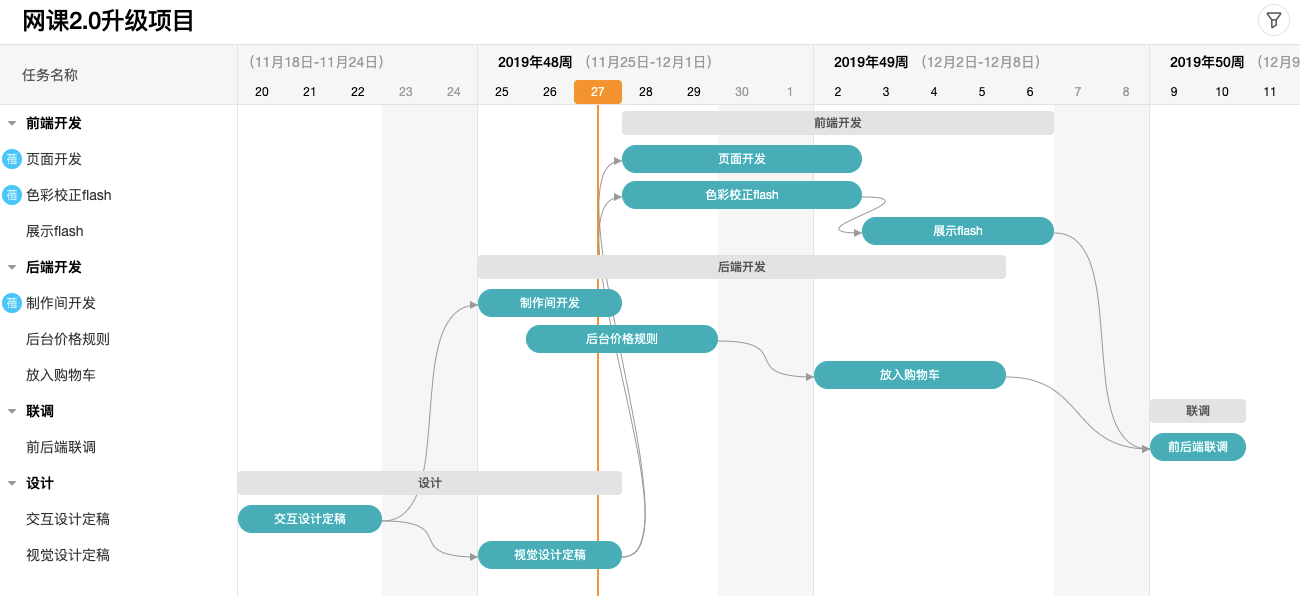 网课2.0升级项目
任务名称
（11月18日-11月24日） 2019年48周 （11月25日-12月1日） 2019年49周 （12月2日-12月8日） 2019年50周 （12月9
20 21 22 23 24 25 26 27 28 29 30 1 2 3 4 5 6 7 8 9 10 11
前端开发 前端开发
蓓 页面开发 页面开发
蓓 色彩校正flash 色彩校正flash
展示flash 展示flash
后端开发 后端开发
蓓 制作间开发 制作间开发
后台价格规则 后台价格规则
放入购物车 放入购物车
联调 联调
前后端联调 前后端联调
设计 设计
交互设计定稿 交互设计定稿
视觉设计定稿 视觉设计定稿